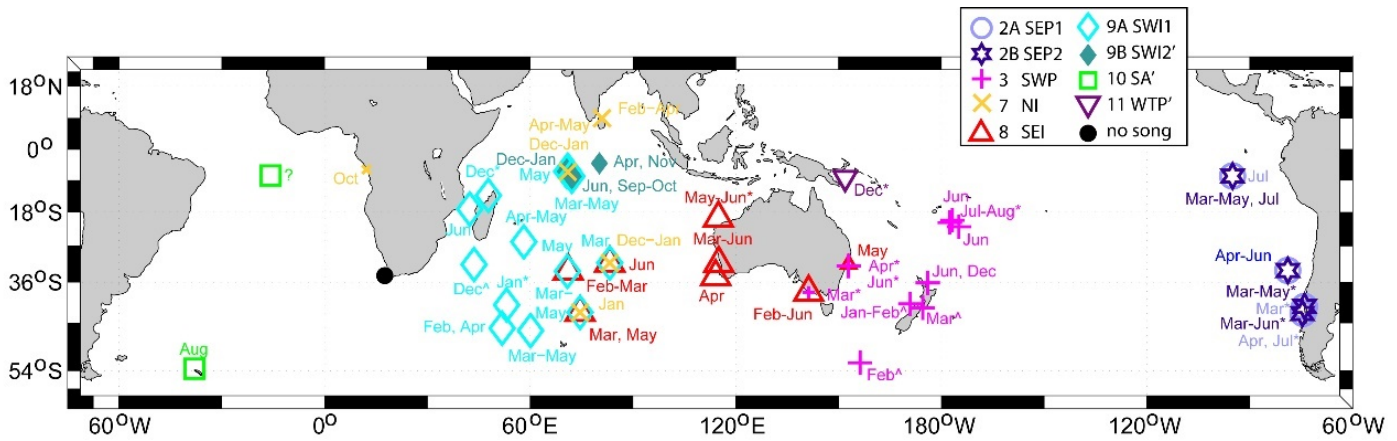 2A SEP1
9A SWI1
2B SEP2
9B SWI2'
3 SWP
10 SA'
7 NI
11 WTP'
8 SEI
no song
18°N
0°
18°S
36°S
54°S
Feb-Apr
Apr-May
Dec-Jan
Dec-Jan
Apr, Nov
May
Jun, Sep-Oct
Mar-May
?
Oct
Dec*
Dec*
Jul
Mar-May, Jul
May-Jun*
Jun
Jul-Aug*
Jun
Jun
Apr-May
May
Mar
Dec-Jan
Mar-Jun
May
Apr*
Jun
Jun*
Jun, Dec
Apr-Jun
Dec^
Jan*
Mar-
Feb-Mar
Apr
Mar*
Mar-May*
May
Jan
Feb-Jun
Jan-Feb^
Mar^
Mar*
Feb, Apr
Mar, May
Mar-Jun*
Mar-May
Apr, Jul*
Aug
Feb^
60°W
0°
60°E
120°E
180°W
120°W
60°W